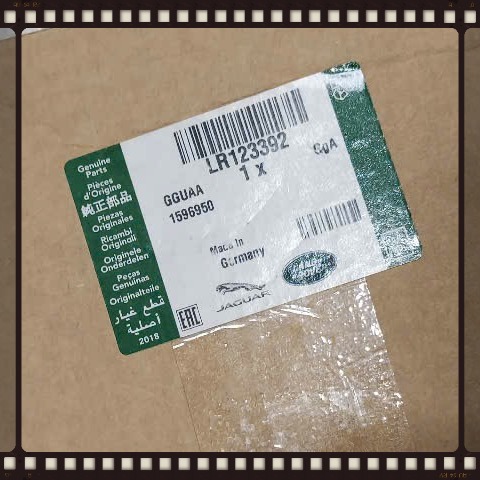 Genuine
Parts
Pièces
d'Origine
純正部品
Piezas
Originales
Ricambi
Originali
Originele
Onderdelen
Peças
Genuínas
Originalteile
قطع غيار
أصلية
2018
LR123392
1 x
GGUAA
1596950
Made in
Germany
EAC
JAGUAR
LAND
ROVER